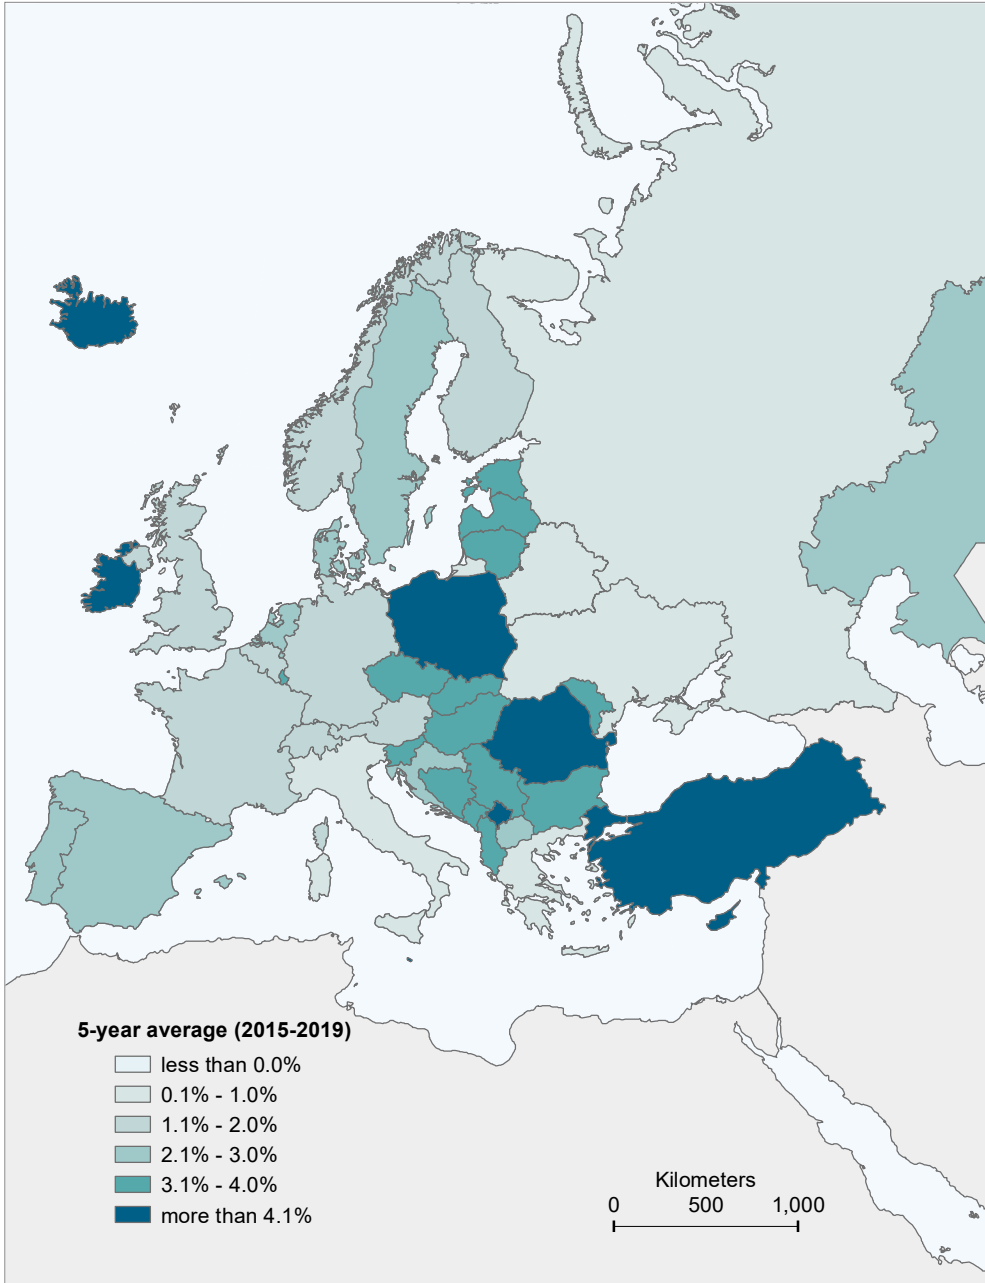 5-year average (2015-2019)
less than 0.0%
0.1% - 1.0%
1.1% - 2.0%
2.1% - 3.0%
3.1% - 4.0%
more than 4.1%
Kilometers
0 500 1,000